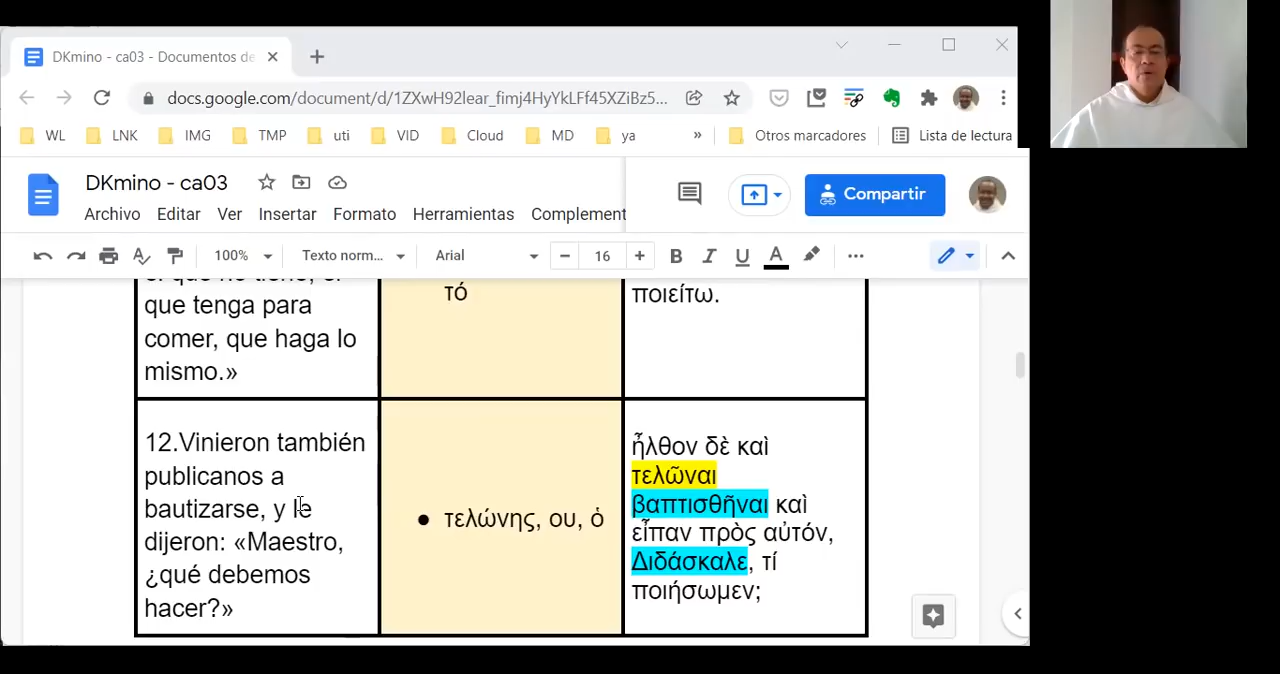 DKmino - ca03 - Documentos de
docs.google.com/document/d/1ZXwH92lear_fimj4HyYkLFf45XZiBz5...
WL LNK IMG TMP uti VID Cloud MD ya » Otros marcadores Lista de lectura
DKmino - ca03
Compartir
Archivo Editar Ver Insertar Formato Herramientas Complement
100% Texto norm... Arial 16 B I U A
que tenga para
comer, que haga lo
mismo.»
τό
ποιείτω.
12.Vinieron también
publicanos a
bautizarse, y le
dijeron: «Maestro,
¿qué debemos
hacer?»
● τελώνης, ου, ὁ
ἦλθον δὲ καὶ
τελῶναι
βαπτισθῆναι καὶ
εἶπαν πρὸς αὐτόν,
Διδάσκαλε, τί
ποιήσωμεν;